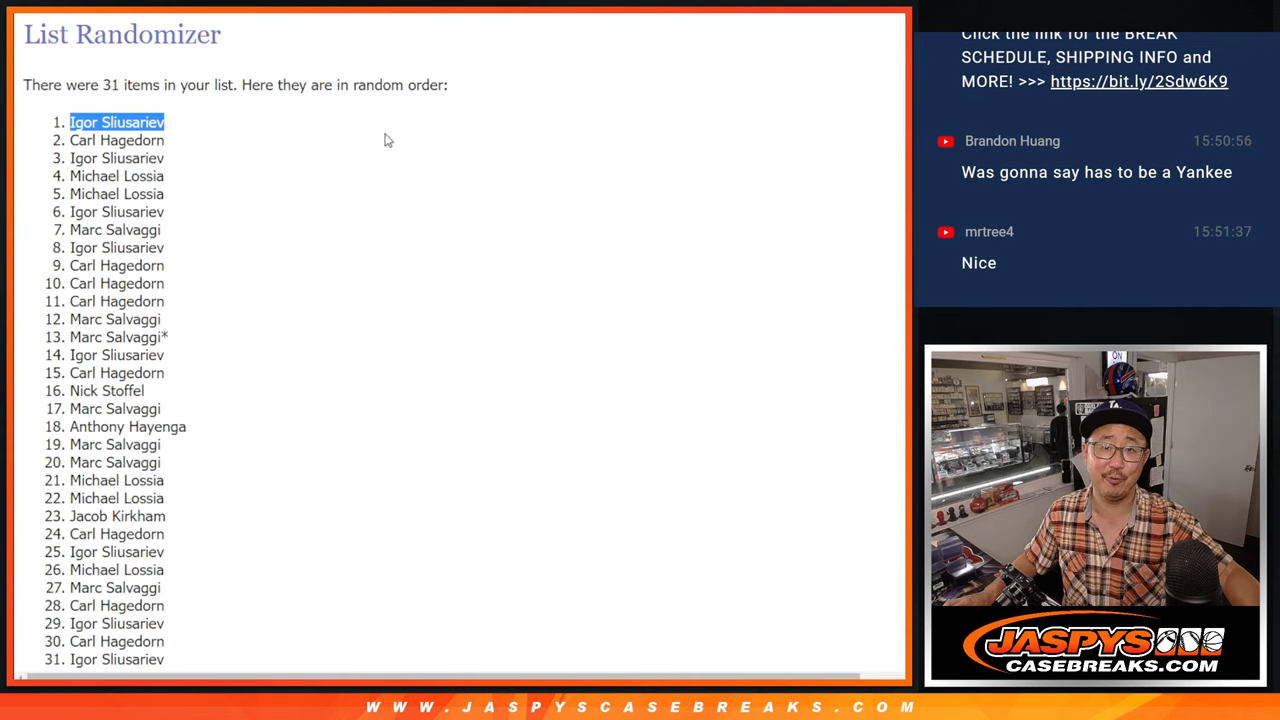 List Randomizer
There were 31 items in your list. Here they are in random order:
1. Igor Sliusariev
2. Carl Hagedorn
3. Igor Sliusariev
4. Michael Lossia
5. Michael Lossia
6. Igor Sliusariev
7. Marc Salvaggi
8. Igor Sliusariev
9. Carl Hagedorn
10. Carl Hagedorn
11. Carl Hagedorn
12. Marc Salvaggi
13. Marc Salvaggi*
14. Igor Sliusariev
15. Carl Hagedorn
16. Nick Stoffel
17. Marc Salvaggi
18. Anthony Hayenga
19. Marc Salvaggi
20. Marc Salvaggi
21. Michael Lossia
22. Michael Lossia
23. Jacob Kirkham
24. Carl Hagedorn
25. Igor Sliusariev
26. Michael Lossia
27. Marc Salvaggi
28. Carl Hagedorn
29. Igor Sliusariev
30. Carl Hagedorn
31. Igor Sliusariev
Click the link for the BREAK
SCHEDULE, SHIPPING INFO and
MORE! >>> https://bit.ly/2Sdw6K9
Brandon Huang 15:50:56
Was gonna say has to be a Yankee
mrtree4 15:51:37
Nice
ON
JASPYS
CASEBREAKS.COM
WWW.JASPYSCASEBREAKS.COM